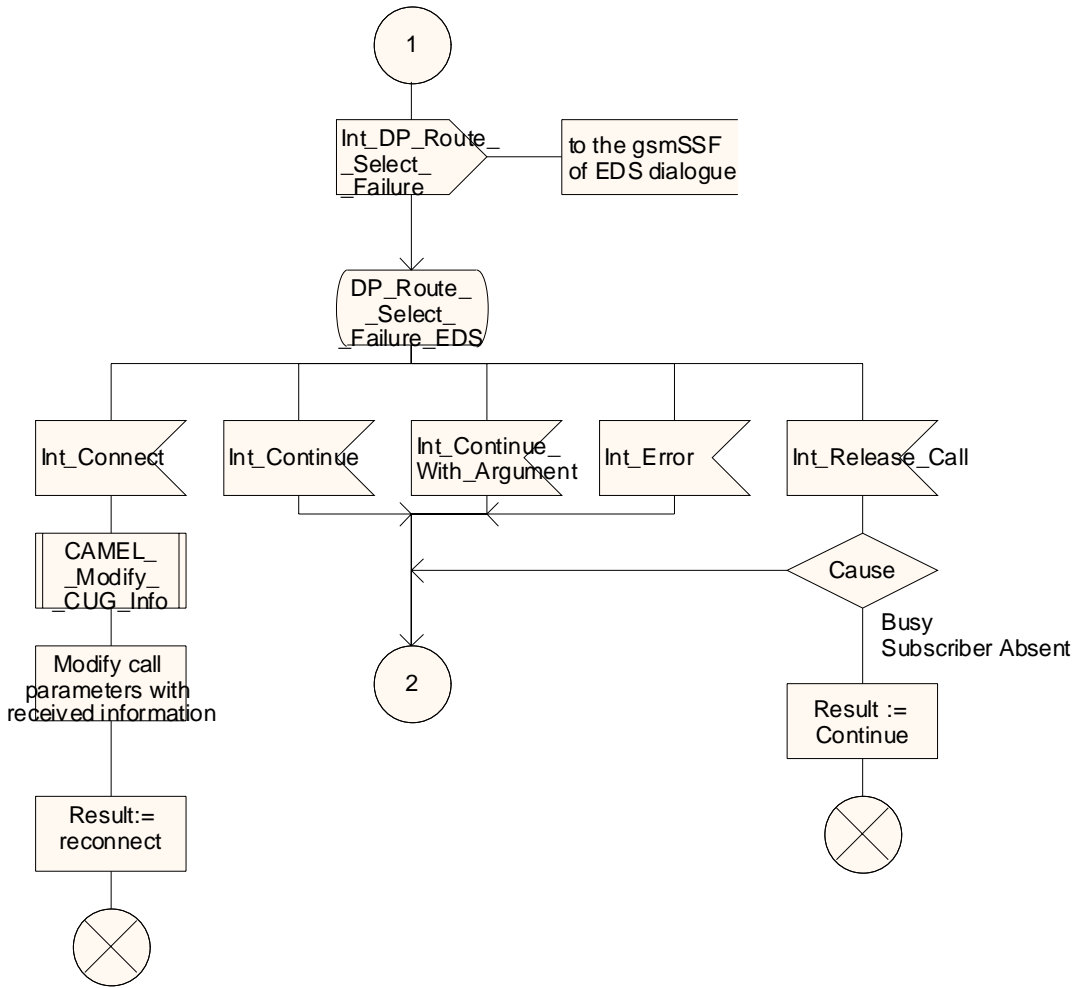 1
Int_DP_Route_
_Select_
_Failure
to the gsmSSF
of EDS dialogue
DP_Route_
_Select_
_Failure_EDS
Int_Connect
Int_Continue
Int_Continue_
With_Argument
Int_Error
Int_Release_Call
CAMEL_
_Modify_
_CUG_Info
Cause
Busy
Subscriber Absent
Modify call
parameters with
received information
2
Result :=
Continue
Result:=
reconnect